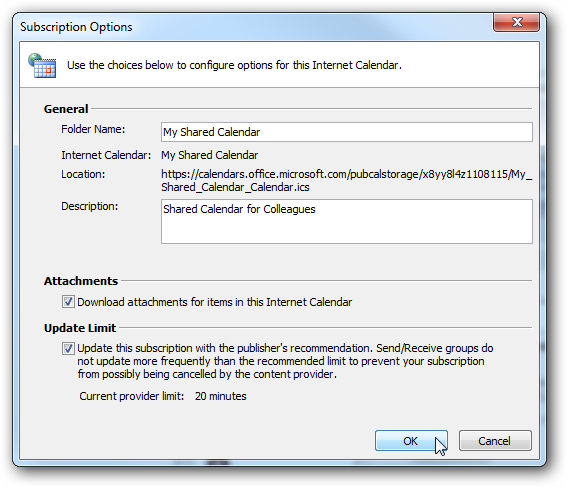 Subscription Options
Use the choices below to configure options for this Internet Calendar.
General
Folder Name: My Shared Calendar
Internet Calendar: My Shared Calendar
Location: https://calendars.office.microsoft.com/pubcalstorage/x8yy8l4z1108115/My_
Shared_Calendar_Calendar.ics
Description: Shared Calendar for Colleagues
Attachments
Download attachments for items in this Internet Calendar
Update Limit
Update this subscription with the publisher's recommendation. Send/Receive groups do
not update more frequently than the recommended limit to prevent your subscription
from possibly being cancelled by the content provider.
Current provider limit: 20 minutes
OK Cancel